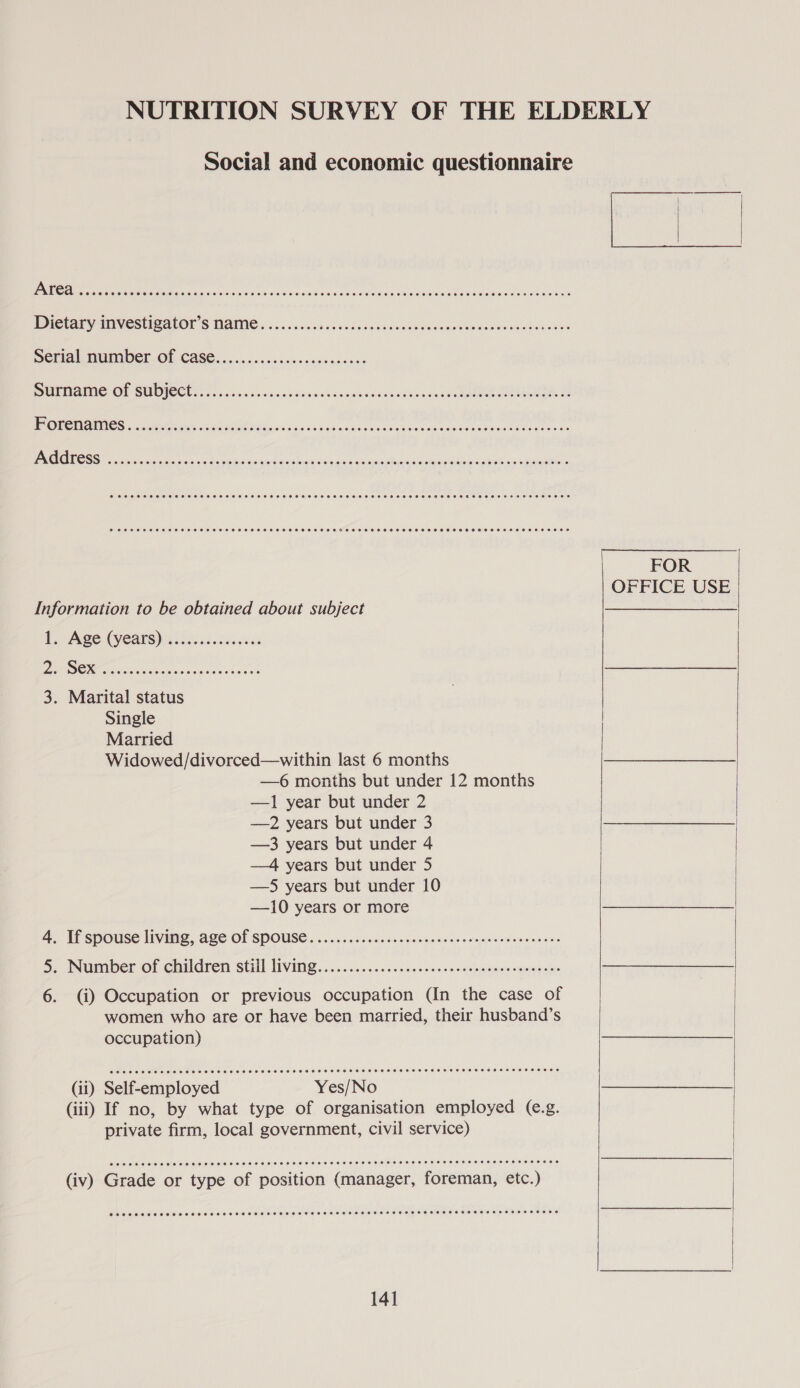 NUTRITION SURVEY OF THE ELDERLY
Social and economic questionnaire
Area ............................................................
Dietary investigator's name............................................................
Serial number of case.........................
Surname of subject............................................................
Forenames............................................................
Address ............................................................
............................................................
............................................................
FOR
OFFICE USE
Information to be obtained about subject
1. Age (years) ...............
2. Sex .........................
3. Marital status
Single
Married
Widowed/divorced—within last 6 months
—6 months but under 12 months
—1 year but under 2
—2 years but under 3
—3 years but under 4
—4 years but under 5
—5 years but under 10
—10 years or more
4. If spouse living, age of spouse........................................
5. Number of children still living........................................
6. (i) Occupation or previous occupation (In the case of
women who are or have been married, their husband's
occupation)
............................................................
(ii) Self-employed Yes/No
(iii) If no, by what type of organisation employed (e.g.
private firm, local government, civil service)
............................................................
(iv) Grade or type of position (manager, foreman, etc.)
............................................................
141